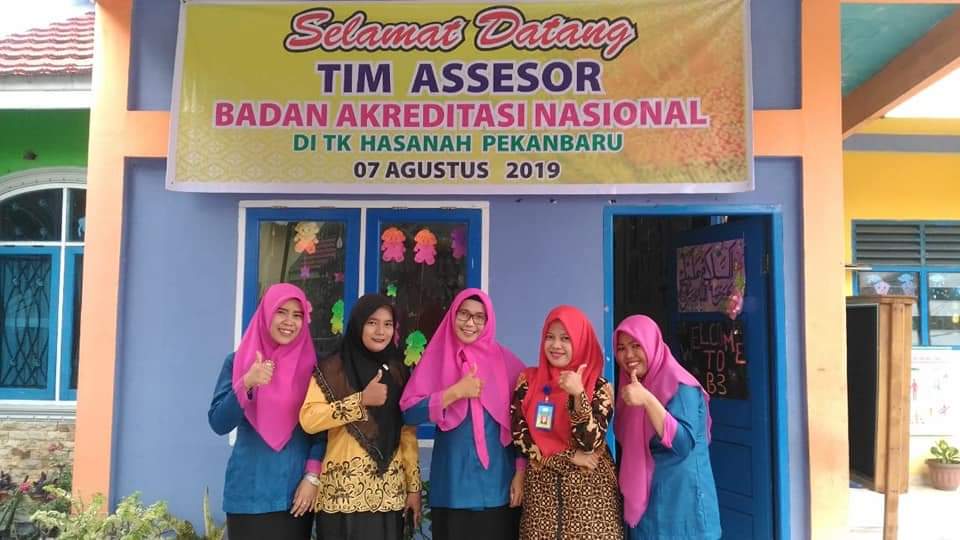 Selamat Datang
TIM ASSESOR
BADAN AKREDITASI NASIONAL
DI TK HASANAH PEKANBARU
07 AGUSTUS 2019
WELCOME
TO
B3